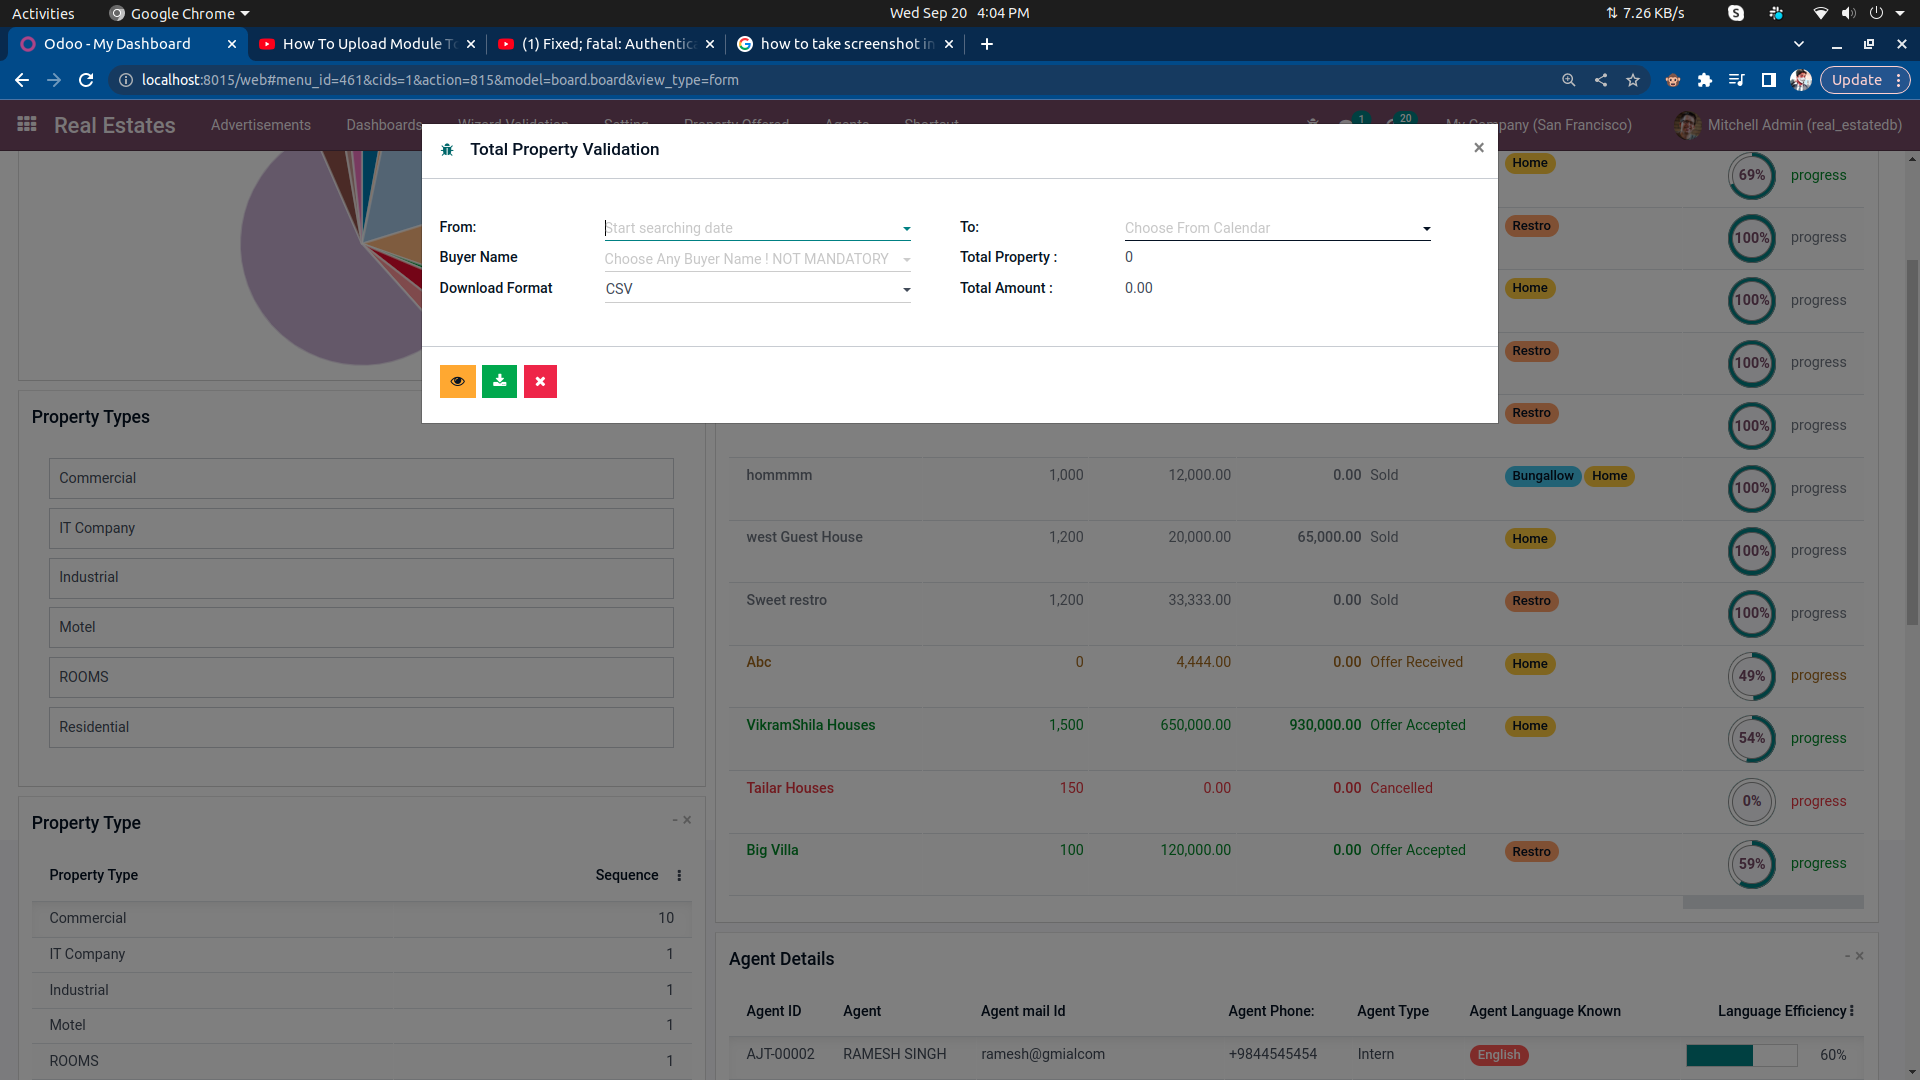 Activities
Google Chrome
Wed Sep 20 4:04 PM
7.26 KB/s
Odoo - My Dashboard
How To Upload Module To
(1) Fixed; fatal: Authentic
how to take screenshot in
localhost:8015/web#menu_id=461&cids=1&action=815&model=board.board&view_type=form
Update
Real Estates
Advertisements
Dashboards
Wizard Validation
Setting
Property Offered
Agents
Shortcut
1
20
My Company (San Francisco)
Mitchell Admin (real_estatedb)
Total Property Validation
From:
Start searching date
To:
Choose From Calendar
Buyer Name
Choose Any Buyer Name ! NOT MANDATORY
Total Property :
0
Download Format
CSV
Total Amount :
0.00
Home
69%
progress
Restro
100%
progress
Home
100%
progress
Restro
100%
progress
Restro
100%
progress
hommmm 1,000 12,000.00 0.00 Sold Bungallow Home 100% progress
west Guest House 1,200 20,000.00 65,000.00 Sold Home 100% progress
Sweet restro 1,200 33,333.00 0.00 Sold Restro 100% progress
Abc 0 4,444.00 0.00 Offer Received Home 49% progress
VikramShila Houses 1,500 650,000.00 930,000.00 Offer Accepted Home 54% progress
Tailar Houses 150 0.00 0.00 Cancelled 0% progress
Big Villa 100 120,000.00 0.00 Offer Accepted Restro 59% progress
Property Types
Commercial
IT Company
Industrial
Motel
ROOMS
Residential
Property Type
Property Type Sequence
Commercial 10
IT Company 1
Industrial 1
Motel 1
ROOMS 1
Agent Details
Agent ID Agent Agent mail Id Agent Phone: Agent Type Agent Language Known Language Efficiency
AJT-00002 RAMESH SINGH ramesh@gmialcom +9844545454 Intern English 60%